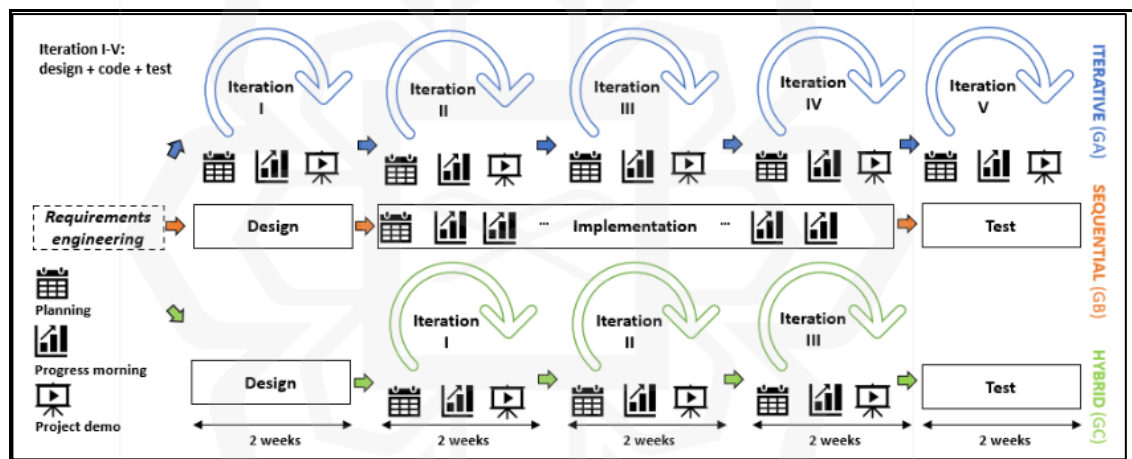 Iteration I-V:
design + code + test
Iteration
I
Iteration
II
Iteration
III
Iteration
IV
Iteration
V
ITERATIVE (GA)
Requirements
engineering
Design
... Implementation ...
Test
SEQUENTIAL (GB)
Planning
Progress morning
Project demo
Iteration
I
Iteration
II
Iteration
III
Design
Test
HYBRID (GC)
2 weeks
2 weeks
2 weeks
2 weeks
2 weeks